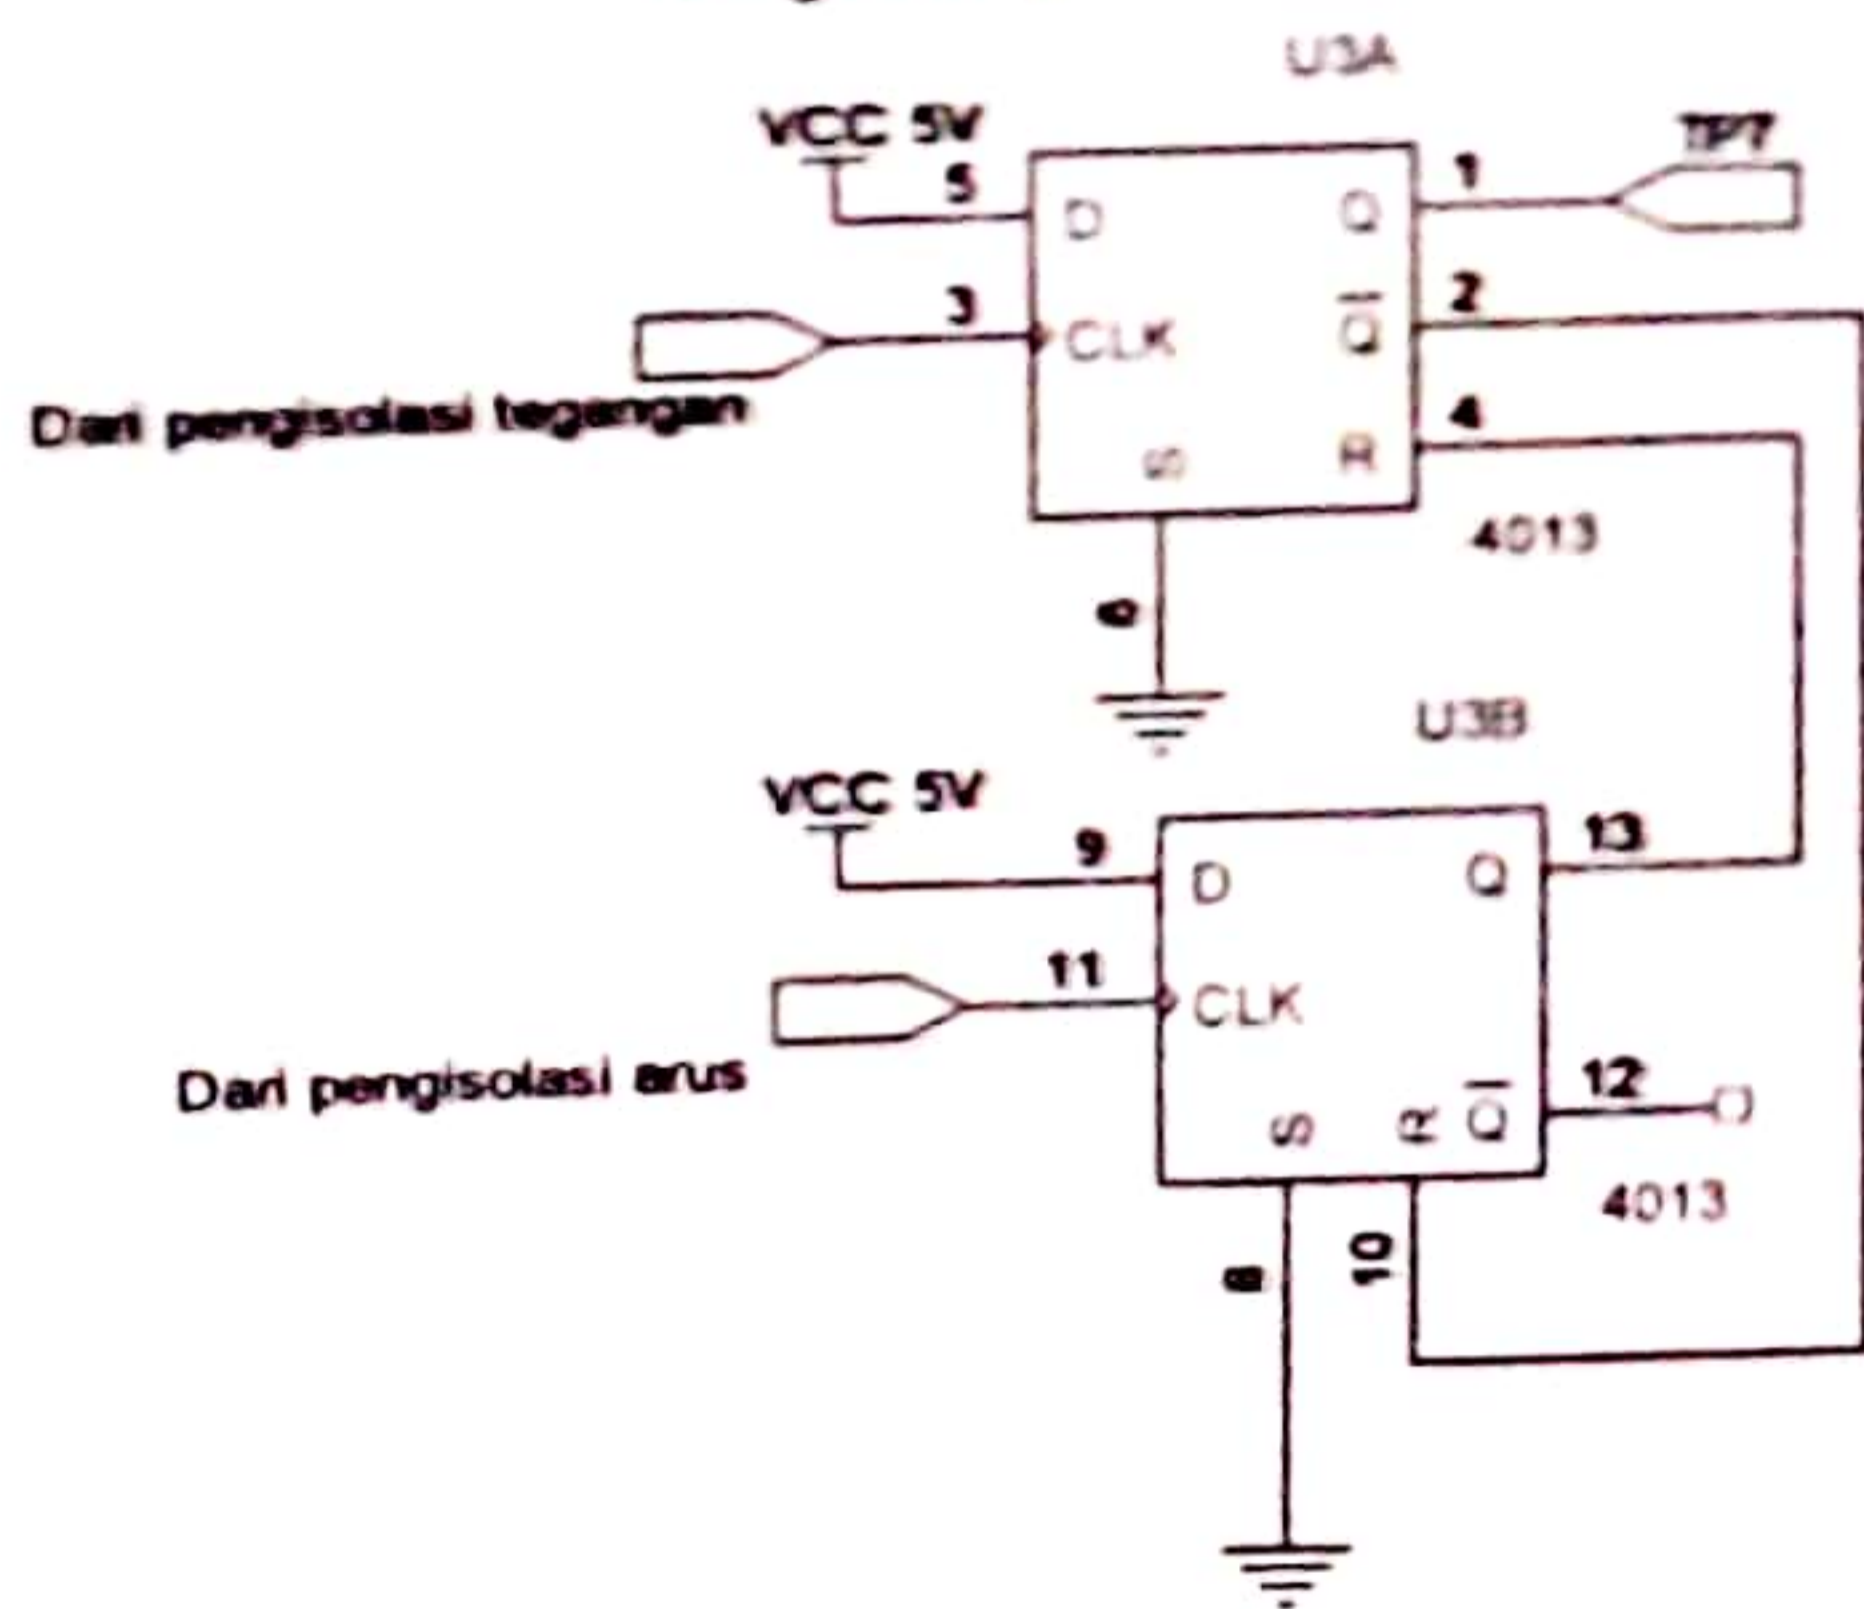 U3A
VCC 5V
TP7
5
1
D
Q
3
2
CLK
Q
Dari pengisolasi tegangan
4
S
R
4013
6
U3B
VCC 5V
9
13
D
Q
11
CLK
Dari pengisolasi arus
12
S
R
Q
4013
8
10